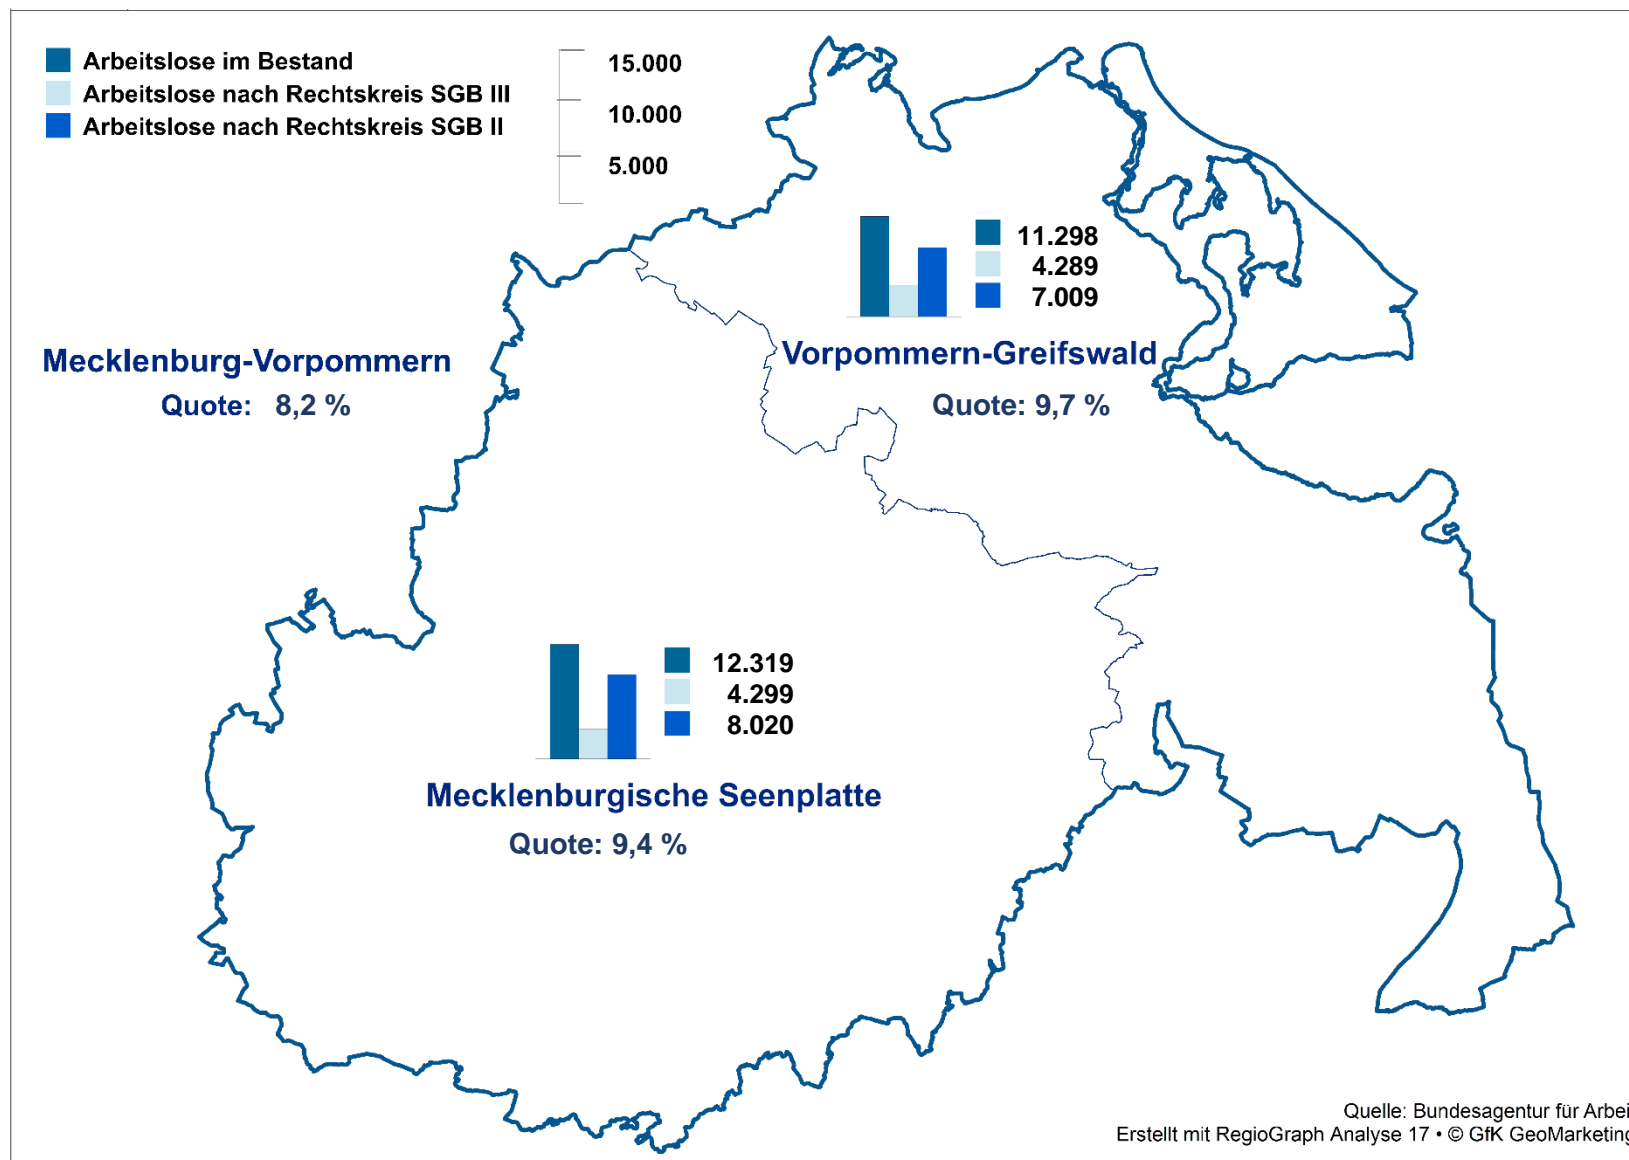 Arbeitslose im Bestand
Arbeitslose nach Rechtskreis SGB III
Arbeitslose nach Rechtskreis SGB II
15.000
10.000
5.000
11.298
4.289
7.009
Vorpommern-Greifswald
Quote: 9,7 %
Mecklenburg-Vorpommern
Quote: 8,2 %
12.319
4.299
8.020
Mecklenburgische Seenplatte
Quote: 9,4 %
Quelle: Bundesagentur für Arbei
Erstellt mit RegioGraph Analyse 17 • © GfK GeoMarketing